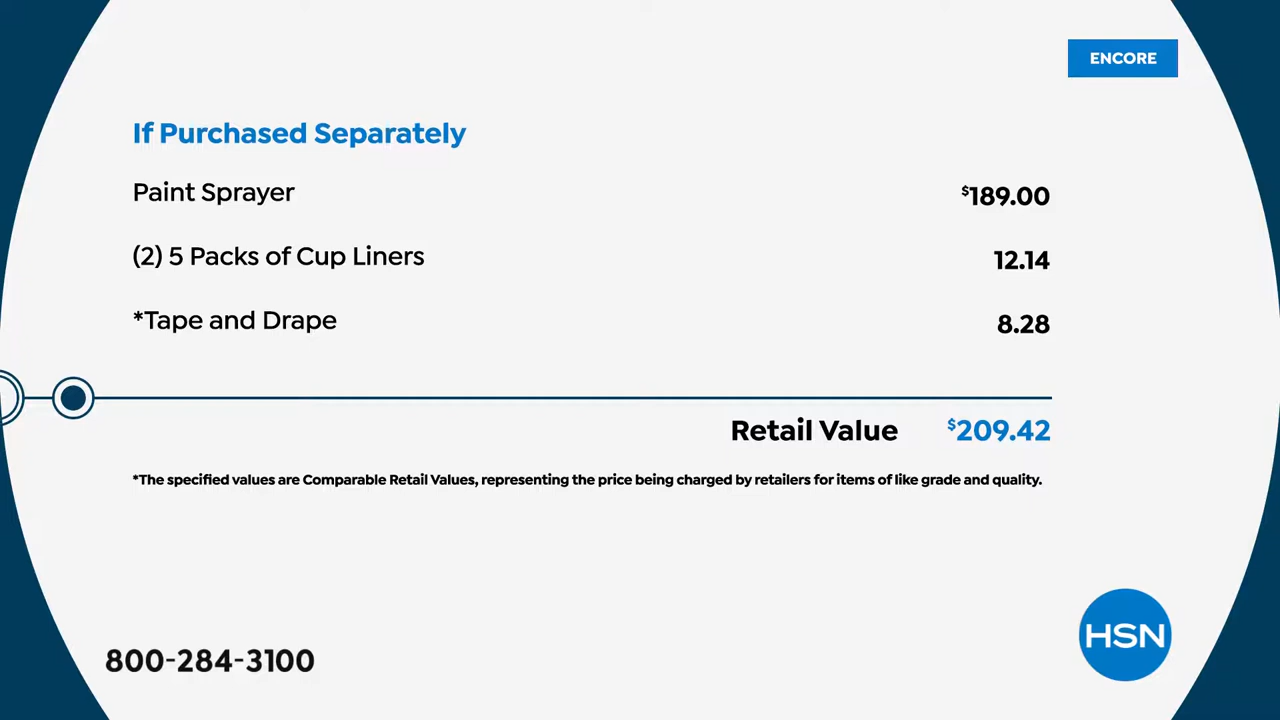 ENCORE
If Purchased Separately
Paint Sprayer $189.00
(2) 5 Packs of Cup Liners 12.14
*Tape and Drape 8.28
Retail Value $209.42
*The specified values are Comparable Retail Values, representing the price being charged by retailers for items of like grade and quality.
HSN
800-284-3100